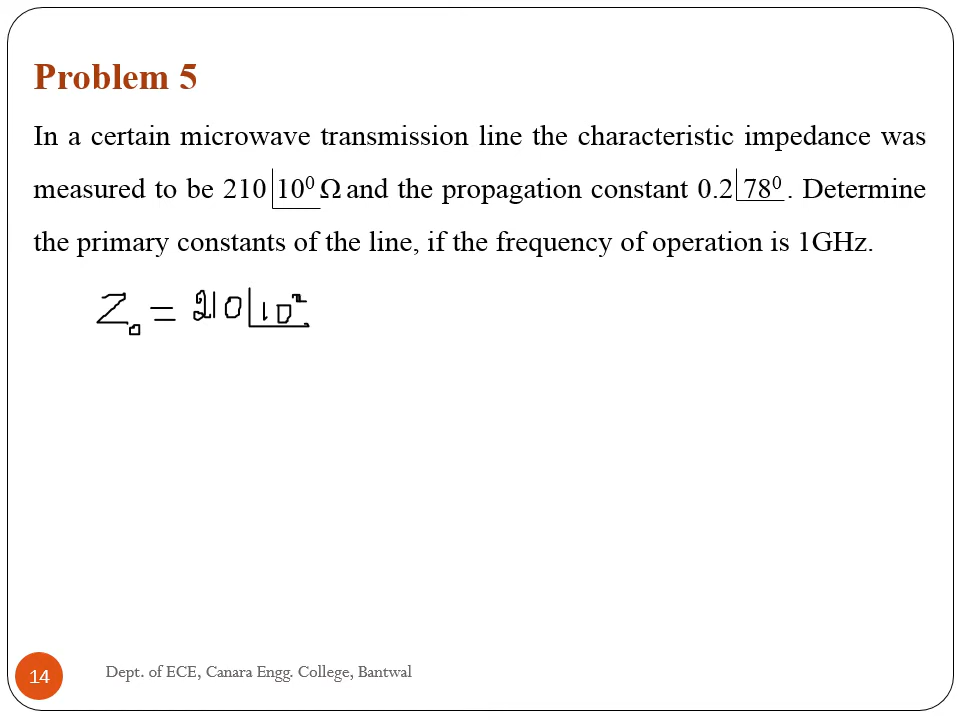 Problem 5
In a certain microwave transmission line the characteristic impedance was
measured to be 210 |10⁰ Ω and the propagation constant 0.2 |78⁰ . Determine
the primary constants of the line, if the frequency of operation is 1GHz.
Z₀ = 210 |10
14
Dept. of ECE, Canara Engg. College, Bantwal